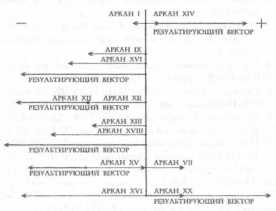 АРКАН I АРКАН XIV
— +
РЕЗУЛЬТИРУЮЩИЙ ВЕКТОР
АРКАН IX
АРКАН XVI
РЕЗУЛЬТИРУЮЩИЙ ВЕКТОР
АРКАН XII АРКАН XII
РЕЗУЛЬТИРУЮЩИЙ ВЕКТОР
АРКАН XIII
АРКАН XVIII
РЕЗУЛЬТИРУЮЩИЙ ВЕКТОР
АРКАН XV АРКАН VII
РЕЗУЛЬТИРУЮЩИЙ ВЕКТОР
АРКАН XVI АРКАН XX
РЕЗУЛЬТИРУЮЩИЙ ВЕКТОР